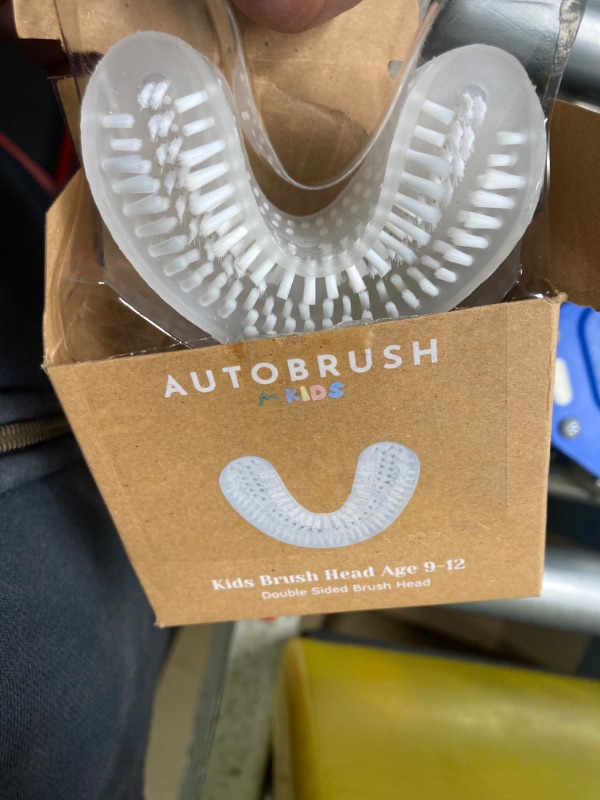 AUTOBRUSH
for KIDS
Kids Brush Head Age 9-12
Double Sided Brush Head